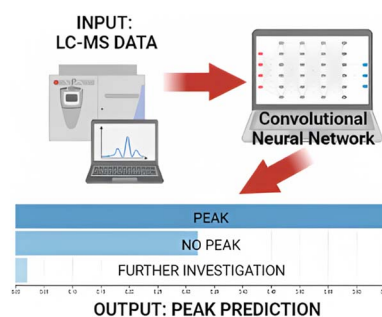 INPUT:
LC-MS DATA
Convolutional
Neural Network
PEAK
NO PEAK
FURTHER INVESTIGATION
OUTPUT: PEAK PREDICTION